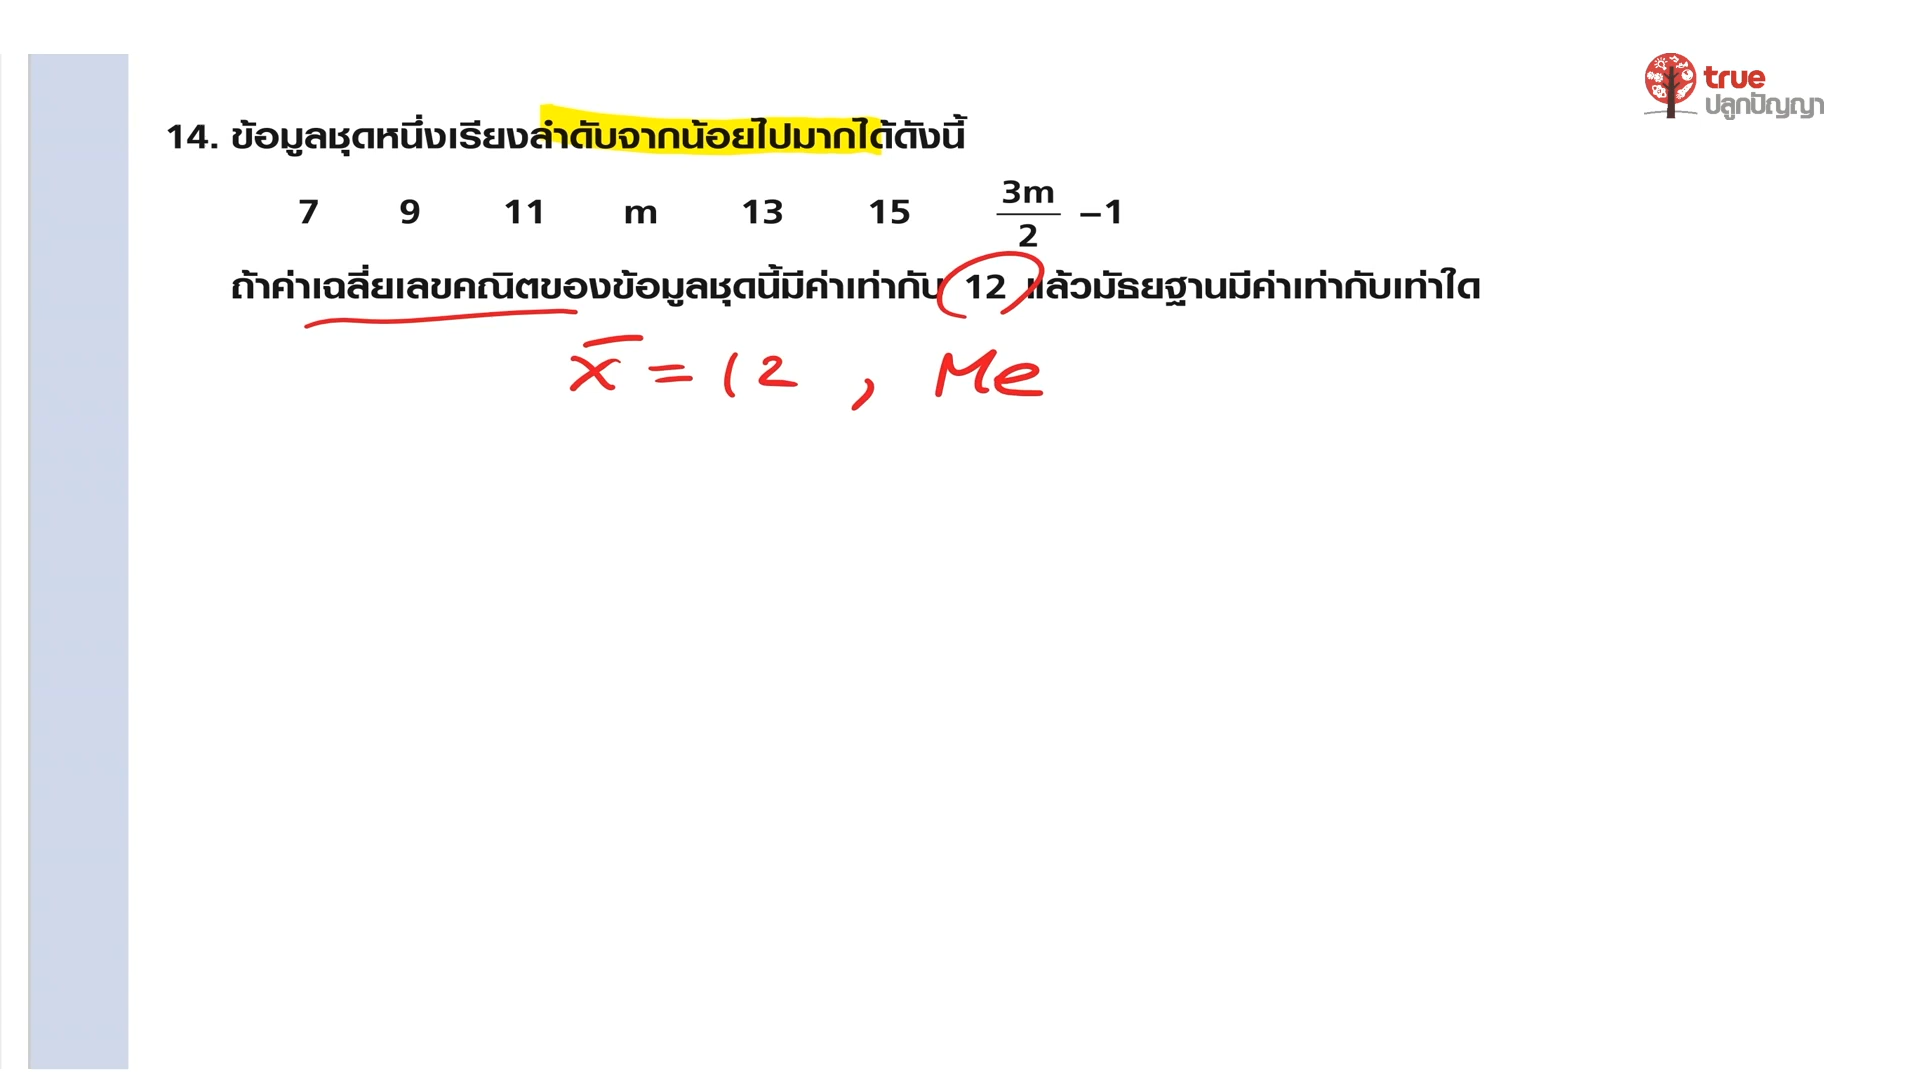 true
ปลูกปัญญา
14. ข้อมูลชุดหนึ่งเรียงลำดับจากน้อยไปมากได้ดังนี้
7 9 11 m 13 15 3m/2 –1
ถ้าค่าเฉลี่ยเลขคณิตของข้อมูลชุดนี้มีค่าเท่ากับ 12 แล้วมัธยฐานมีค่าเท่ากับเท่าใด
x̄ = 12 , Me